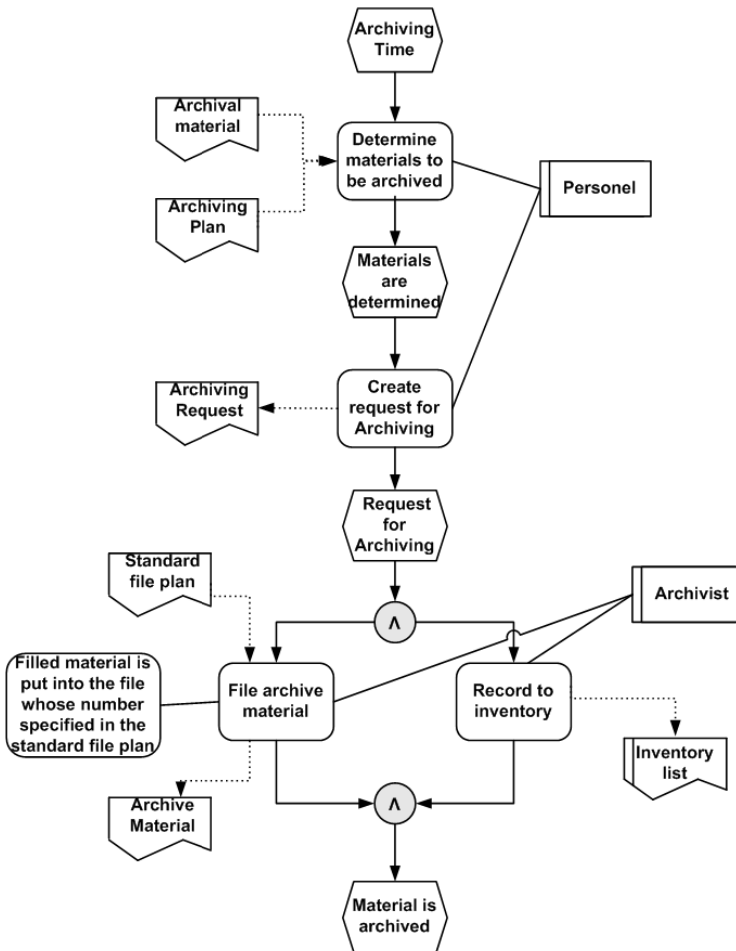 Archiving
Time
Archival
material
Determine
materials to
be archived
Archiving
Plan
Personel
Materials
are
determined
Archiving
Request
Create
request for
Archiving
Request
for
Archiving
Standard
file plan
Archivist
Λ
Filled material is
put into the file
whose number
specified in the
standard file plan
File archive
material
Record to
inventory
Inventory
list
Archive
Material
Λ
Material is
archived